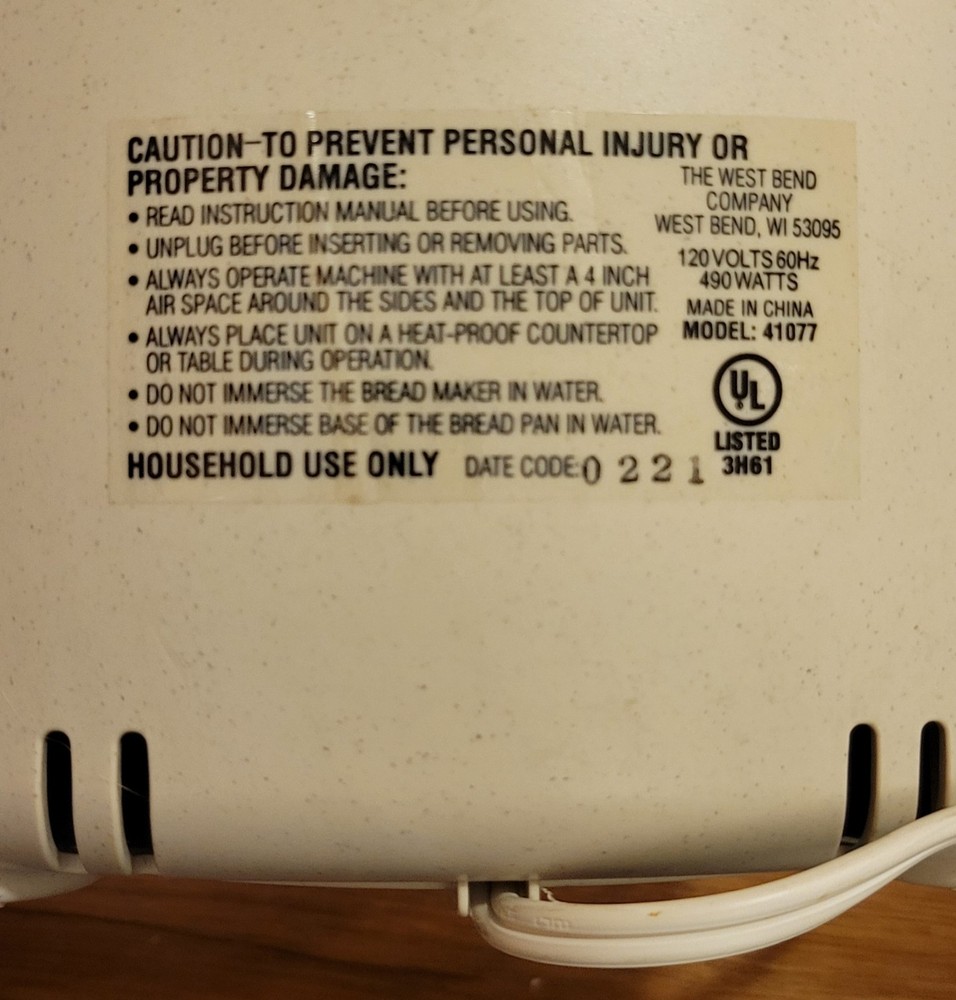 CAUTION–TO PREVENT PERSONAL INJURY OR
PROPERTY DAMAGE:
• READ INSTRUCTION MANUAL BEFORE USING.
• UNPLUG BEFORE INSERTING OR REMOVING PARTS.
• ALWAYS OPERATE MACHINE WITH AT LEAST A 4 INCH
AIR SPACE AROUND THE SIDES AND THE TOP OF UNIT.
• ALWAYS PLACE UNIT ON A HEAT-PROOF COUNTERTOP
OR TABLE DURING OPERATION.
• DO NOT IMMERSE THE BREAD MAKER IN WATER.
• DO NOT IMMERSE BASE OF THE BREAD PAN IN WATER.
HOUSEHOLD USE ONLY DATE CODE: 0 2 2 1
THE WEST BEND
COMPANY
WEST BEND, WI 53095
120 VOLTS 60Hz
490 WATTS
MADE IN CHINA
MODEL: 41077
UL
LISTED
3H61